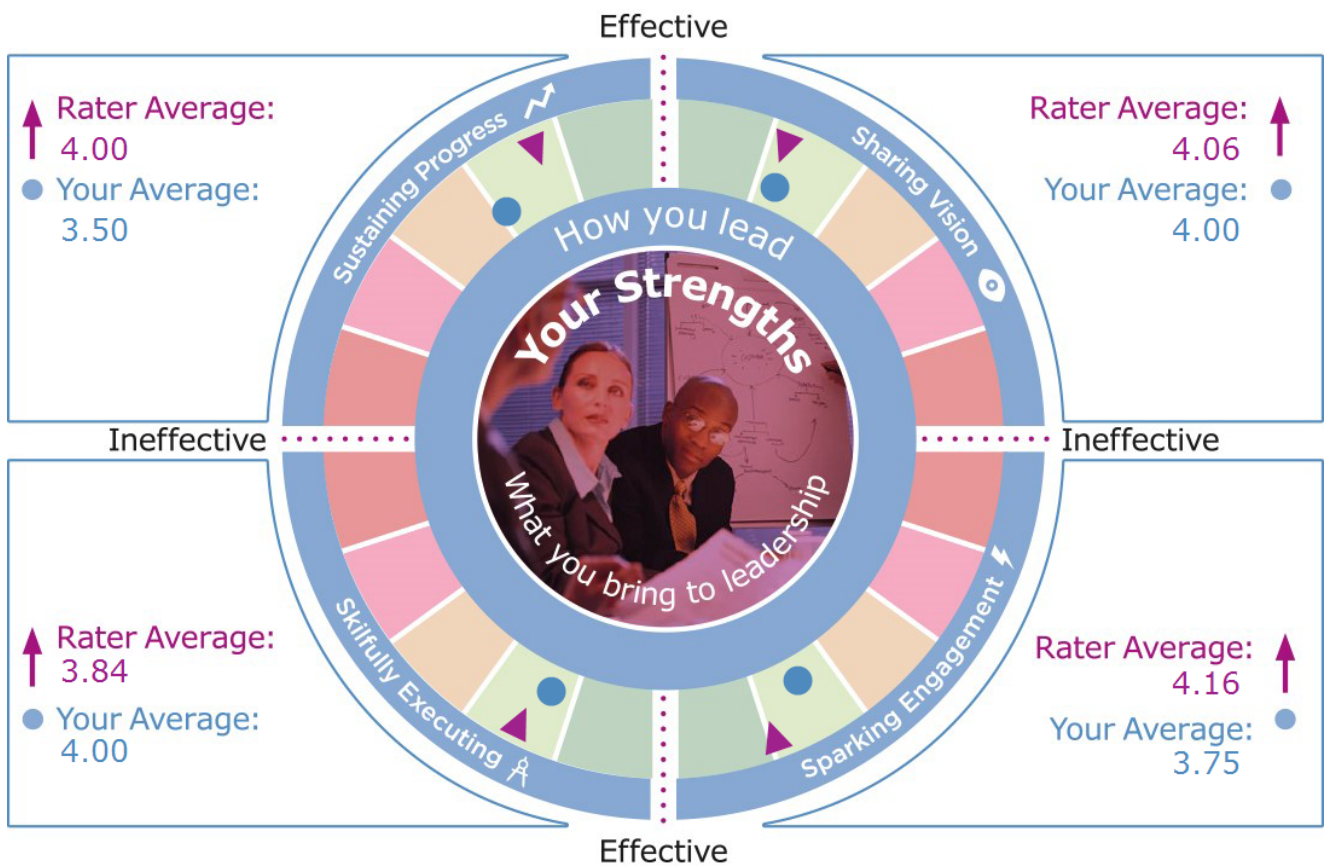 Effective
Rater Average:
4.00
Your Average:
3.50
Sustaining Progress
Sharing Vision
Rater Average:
4.06
Your Average:
4.00
How you lead
Your Strengths
What you bring to leadership
Ineffective
Ineffective
Rater Average:
3.84
Your Average:
4.00
Skilfully Executing
Sparking Engagement
Rater Average:
4.16
Your Average:
3.75
Effective